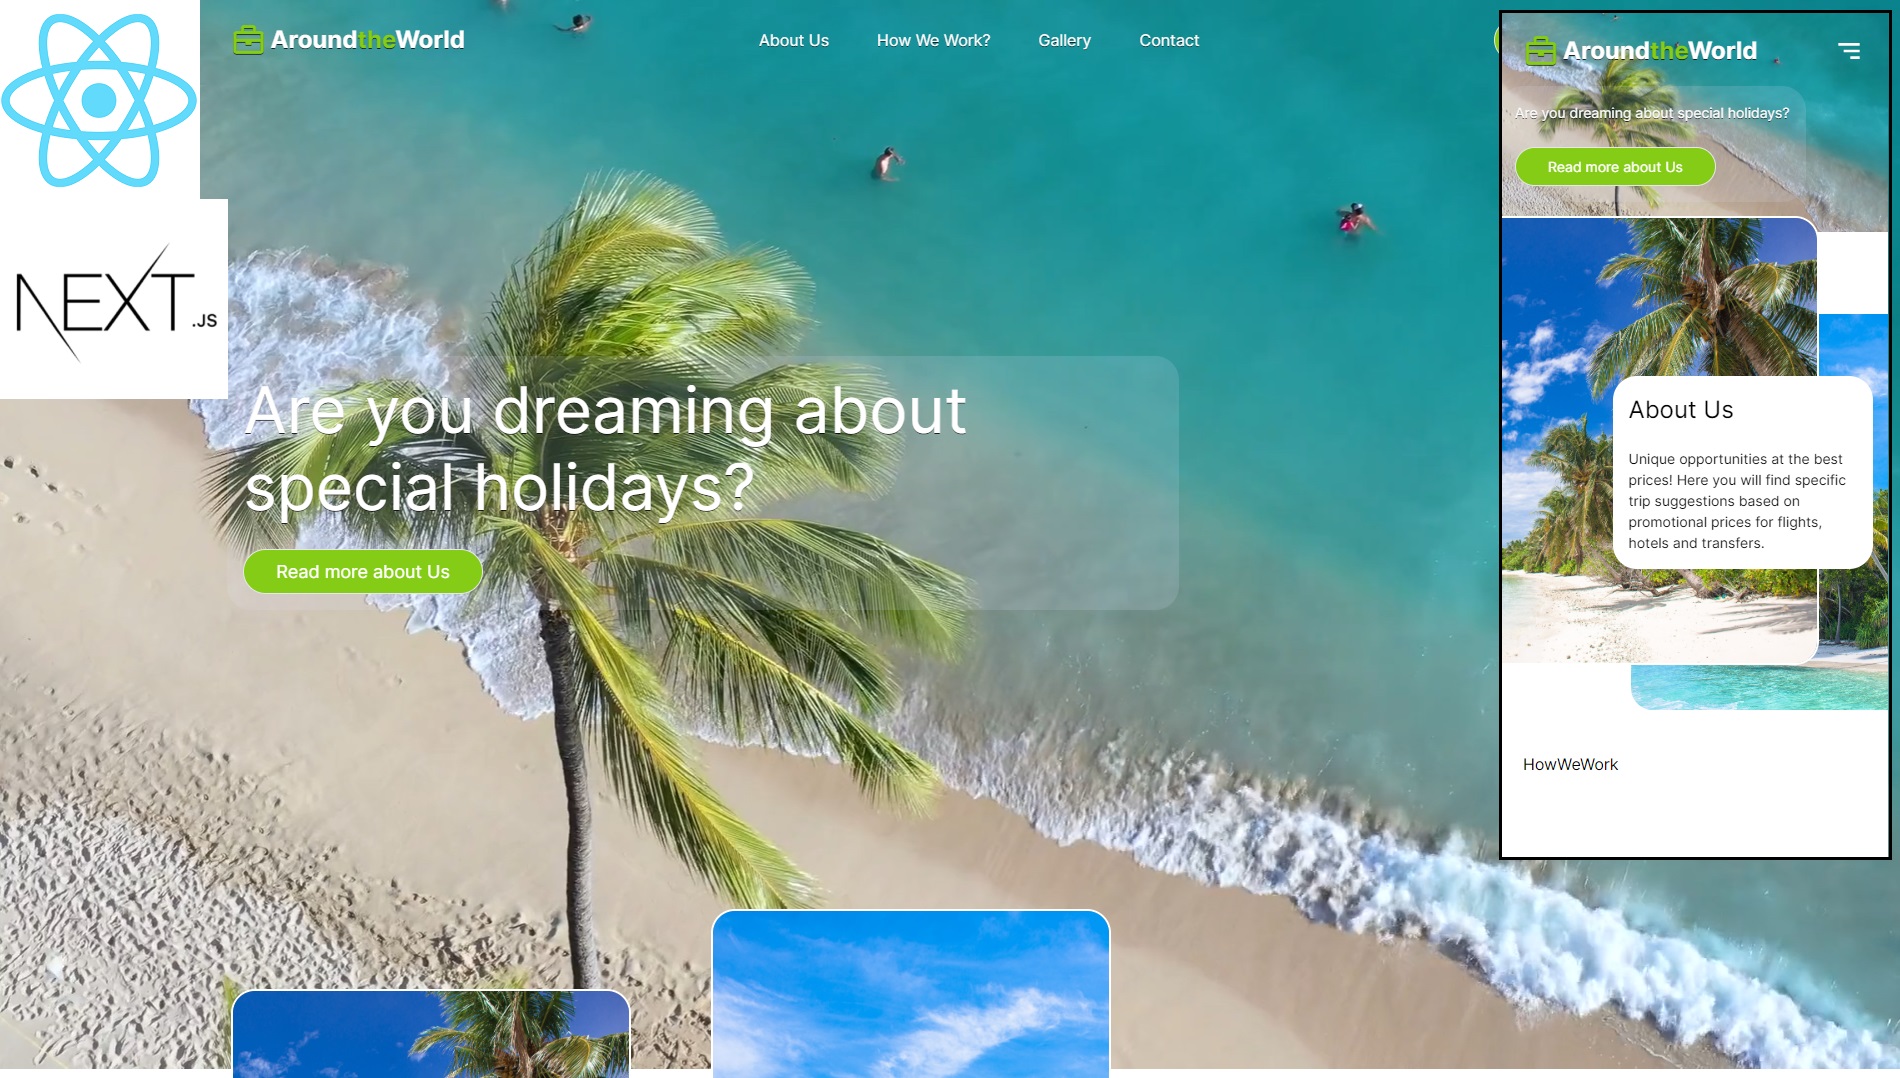 AroundtheWorld
About Us
How We Work?
Gallery
Contact
NEXT.JS
Are you dreaming about
special holidays?
Read more about Us
AroundtheWorld
Are you dreaming about special holidays?
Read more about Us
About Us
Unique opportunities at the best
prices! Here you will find specific
trip suggestions based on
promotional prices for flights,
hotels and transfers.
HowWeWork